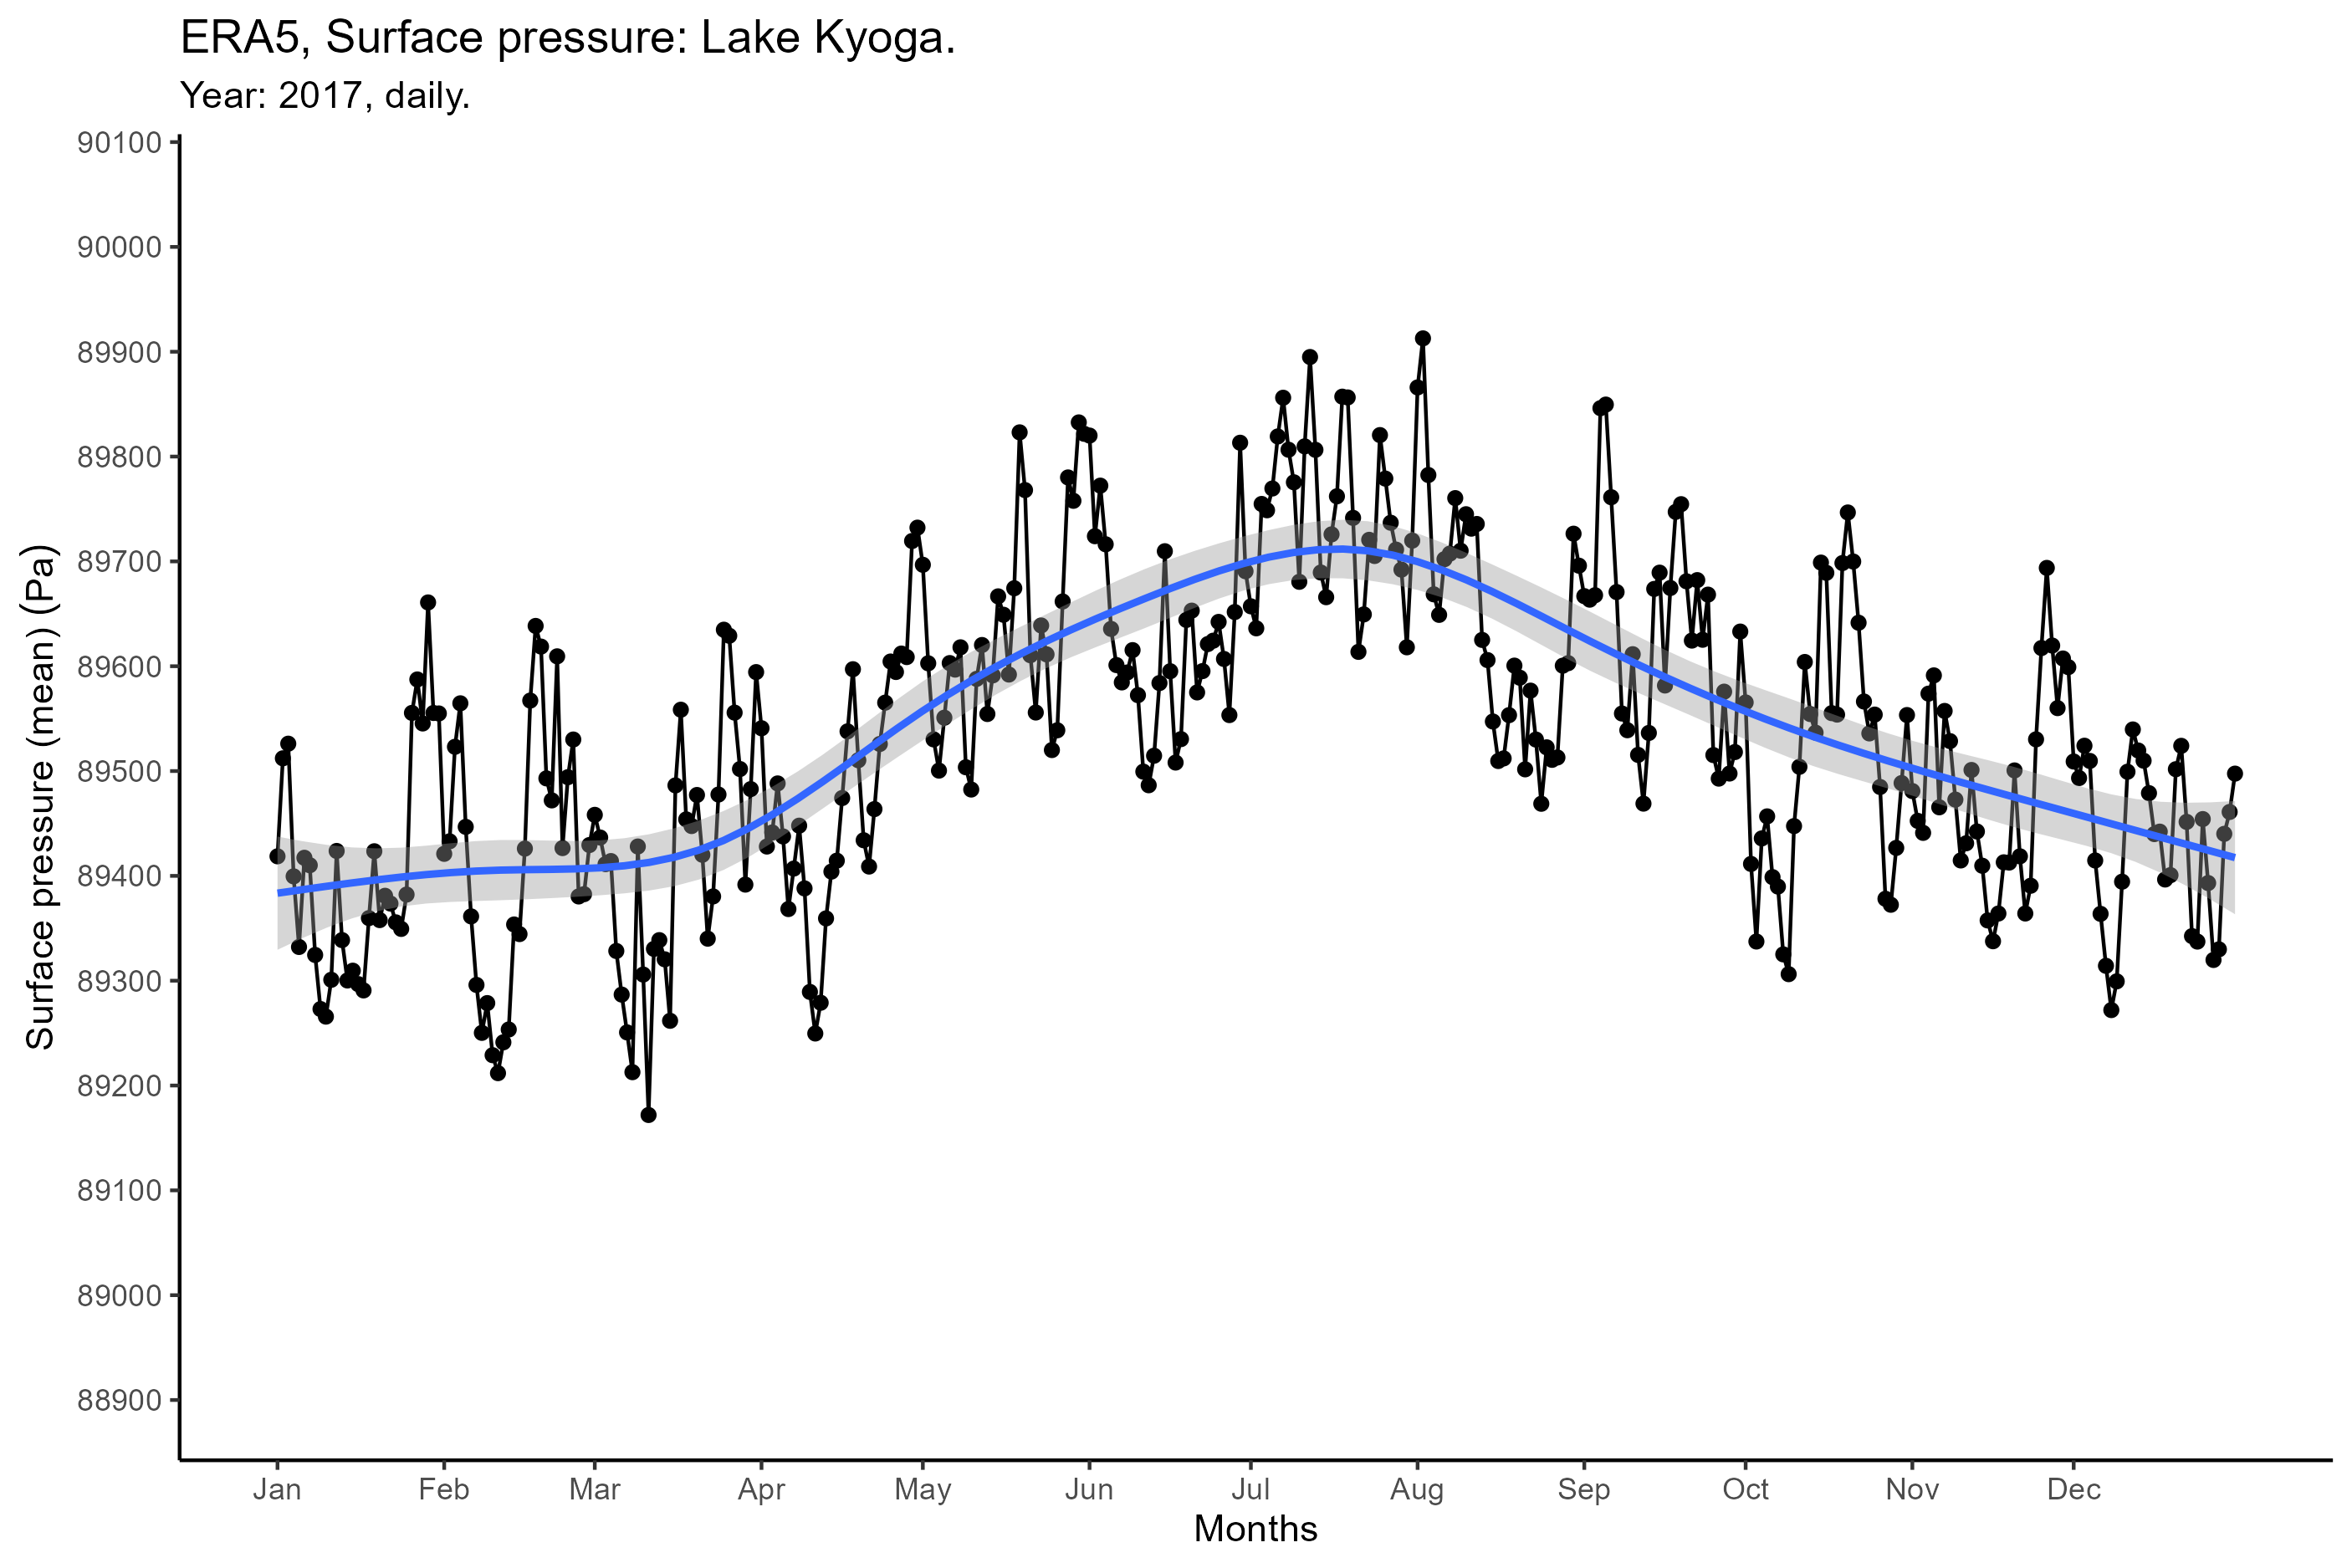 ERA5, Surface pressure: Lake Kyoga.
Year: 2017, daily.
Surface pressure (mean) (Pa)
90100
90000
89900
89800
89700
89600
89500
89400
89300
89200
89100
89000
88900
Jan Feb Mar Apr May Jun Jul Aug Sep Oct Nov Dec
Months